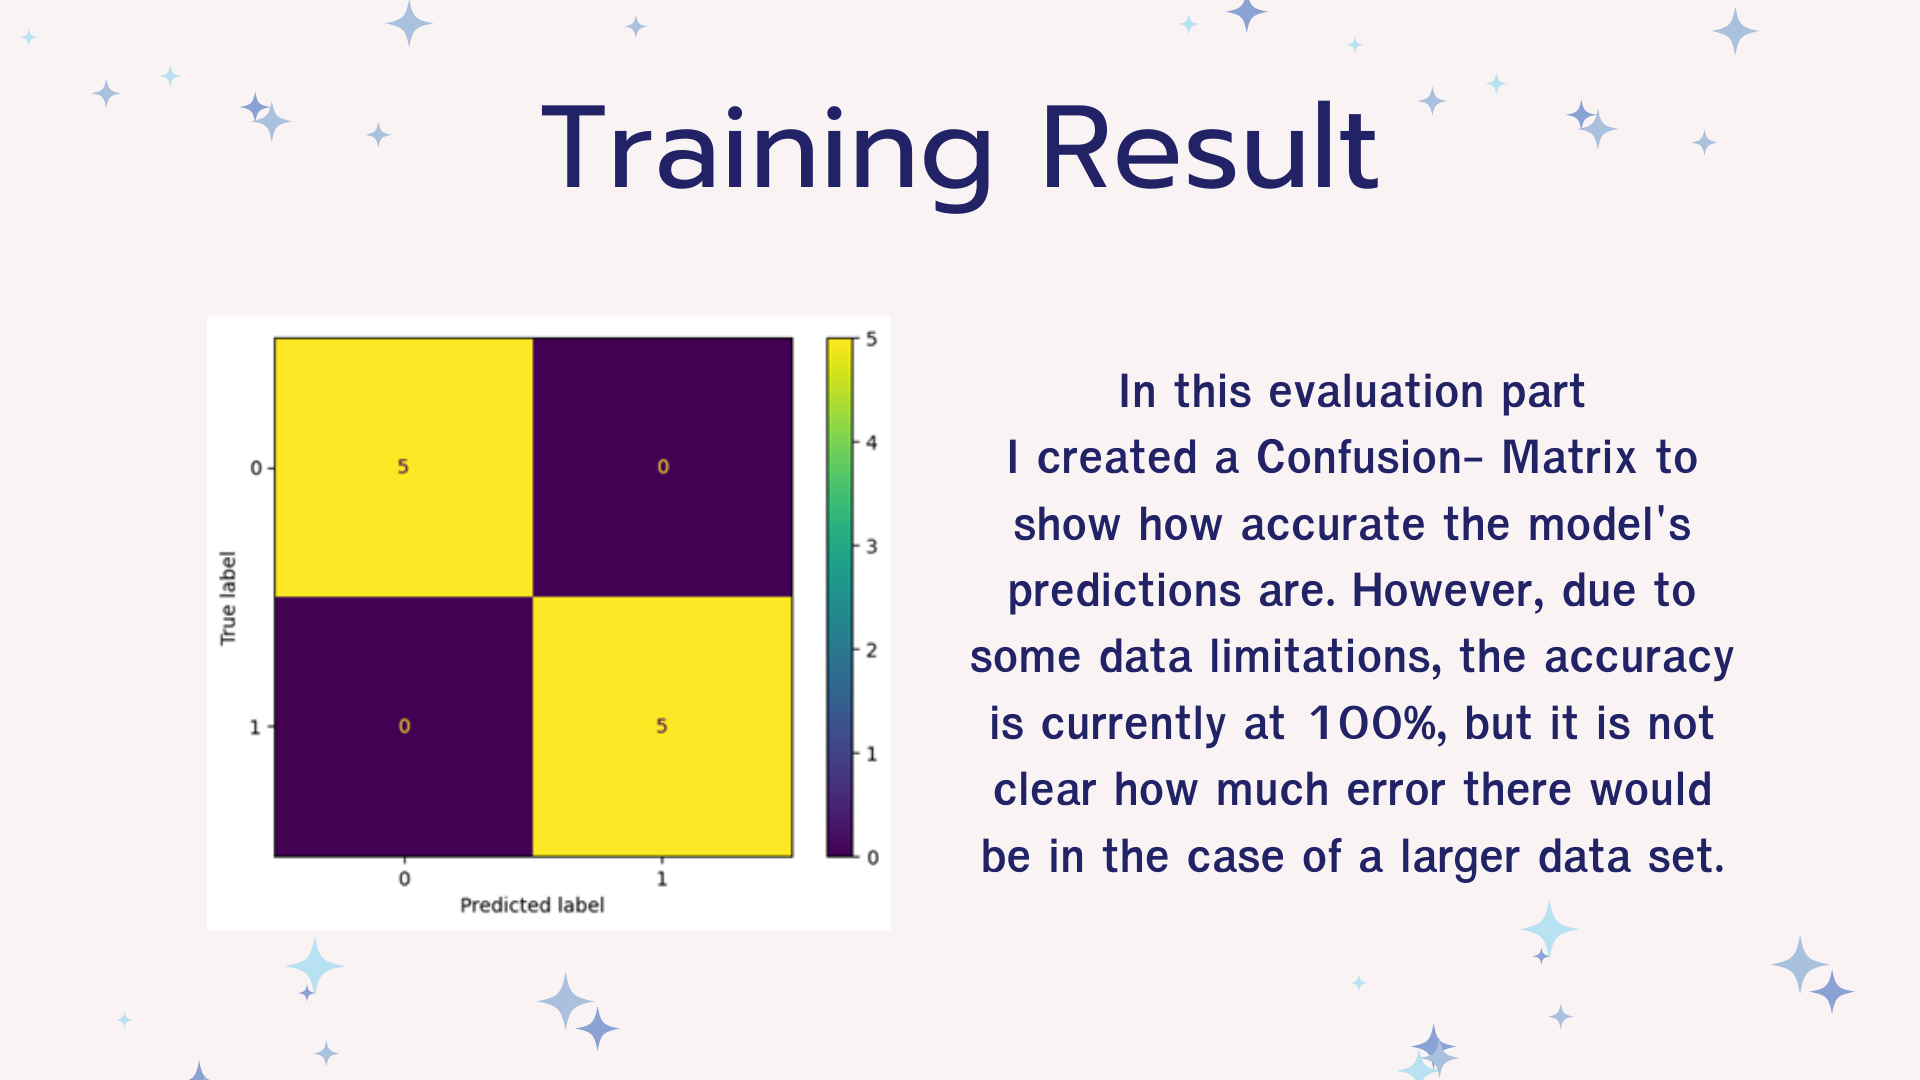 Training Result
5
0
0
5
True label
0
1
0
1
Predicted label
5
4
3
2
1
0
In this evaluation part
I created a Confusion- Matrix to
show how accurate the model's
predictions are. However, due to
some data limitations, the accuracy
is currently at 100%, but it is not
clear how much error there would
be in the case of a larger data set.